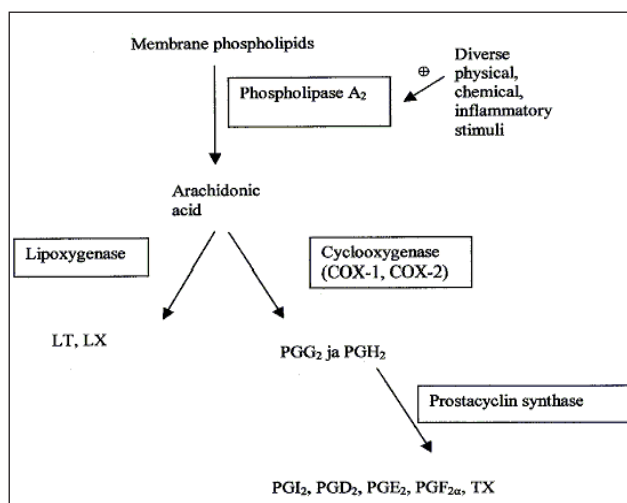 Membrane phospholipids
Diverse
physical,
chemical,
inflammatory
stimuli
⊕
Phospholipase A₂
Arachidonic
acid
Lipoxygenase
Cyclooxygenase
(COX-1, COX-2)
LT, LX
PGG₂ ja PGH₂
Prostacyclin synthase
PGI₂, PGD₂, PGE₂, PGF₂α, TX